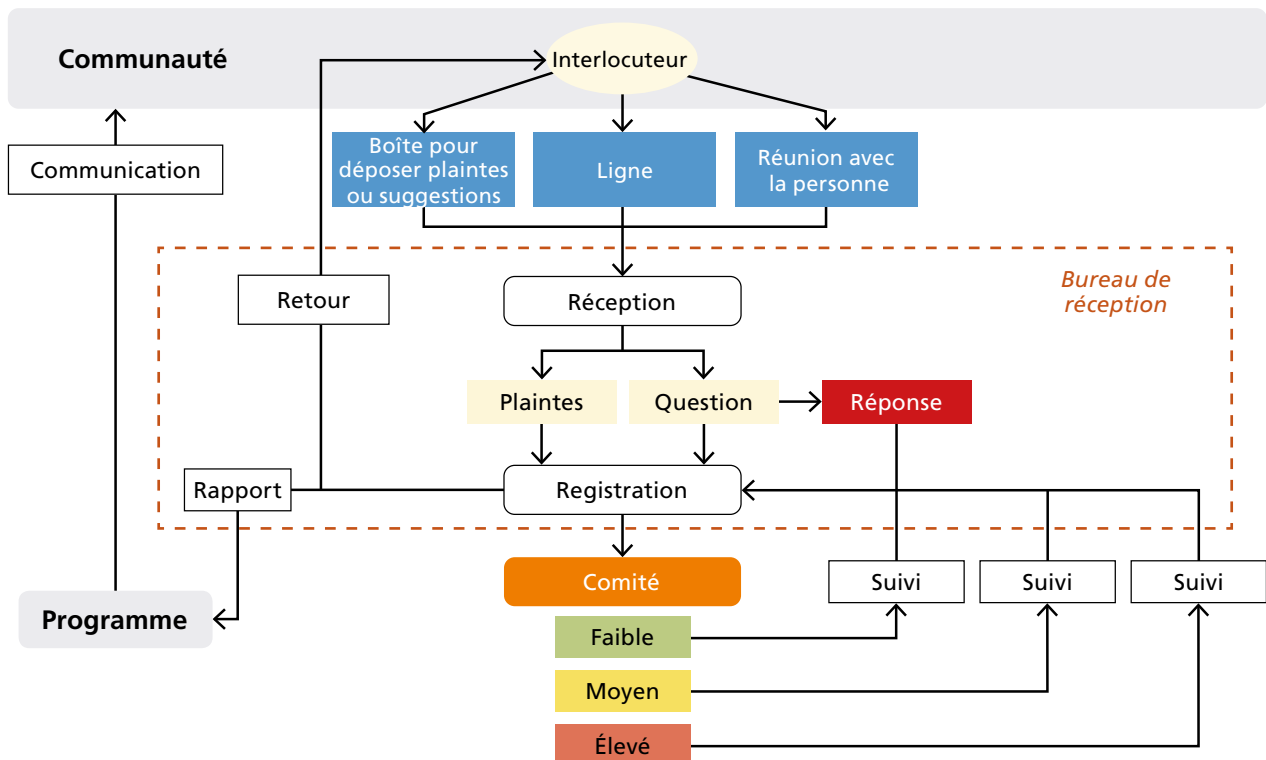 Communauté
Interlocuteur
Communication
Boîte pour
déposer plaintes
ou suggestions
Ligne
Réunion avec
la personne
Bureau de
réception
Retour
Réception
Plaintes
Question
Réponse
Rapport
Registration
Comité
Suivi
Suivi
Suivi
Programme
Faible
Moyen
Élevé